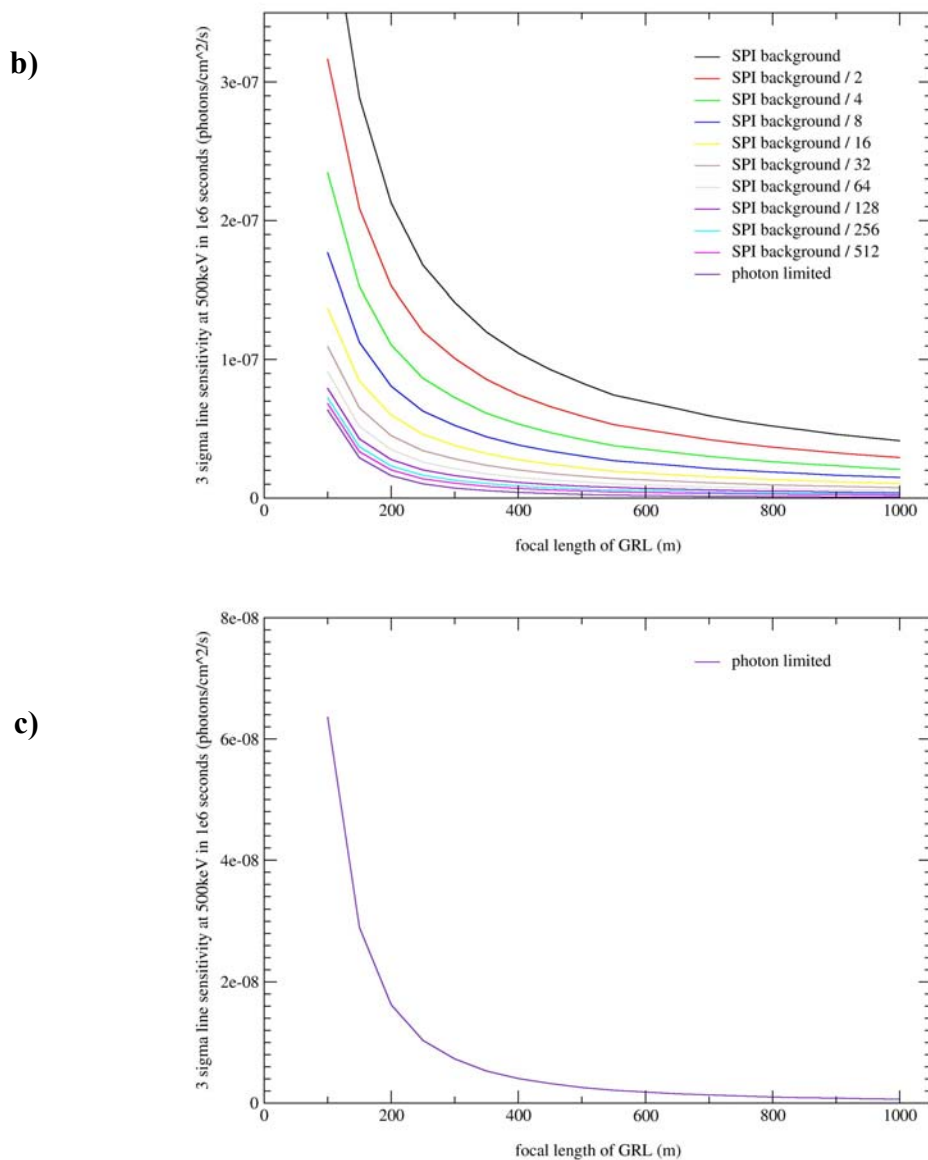 b)
3 sigma line sensitivity at 500keV in 1e6 seconds (photons/cm^2/s)
3e-07
2e-07
1e-07
0
SPI background
SPI background / 2
SPI background / 4
SPI background / 8
SPI background / 16
SPI background / 32
SPI background / 64
SPI background / 128
SPI background / 256
SPI background / 512
photon limited
0 200 400 600 800 1000
focal length of GRL (m)
c)
3 sigma line sensitivity at 500keV in 1e6 seconds (photons/cm^2/s)
8e-08
6e-08
4e-08
2e-08
0
photon limited
0 200 400 600 800 1000
focal length of GRL (m)